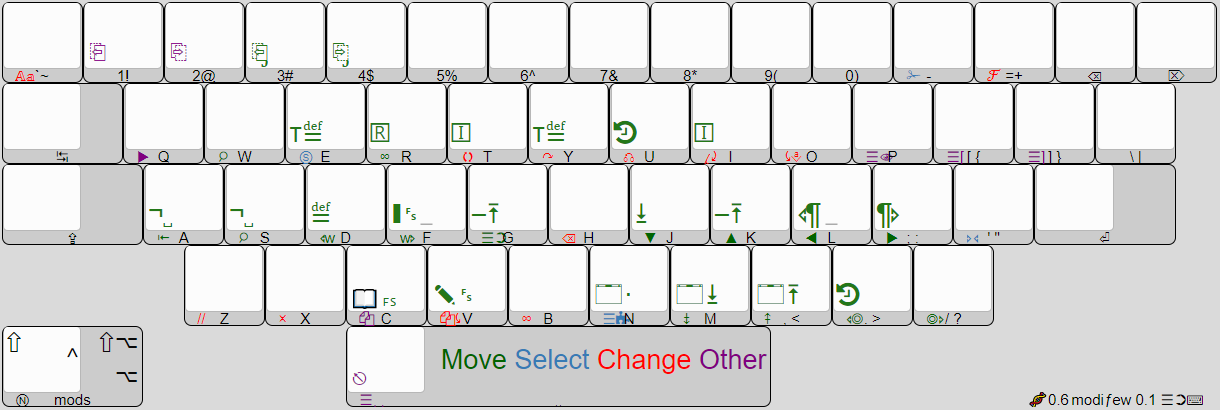 Aa`~ 1! 2@ 3# 4$ 5% 6^ 7& 8* 9( 0) - =+
T def R I T def I
Q W E R T Y U I O P [ [ { ] ] } \ |
def FS _ _ _
A S D F G H J K L : ' "
FS FS
// Z × X C V ∞ B N M . < . > / ?
^
Move Select Change Other
N mods
0.6 modiƒew 0.1